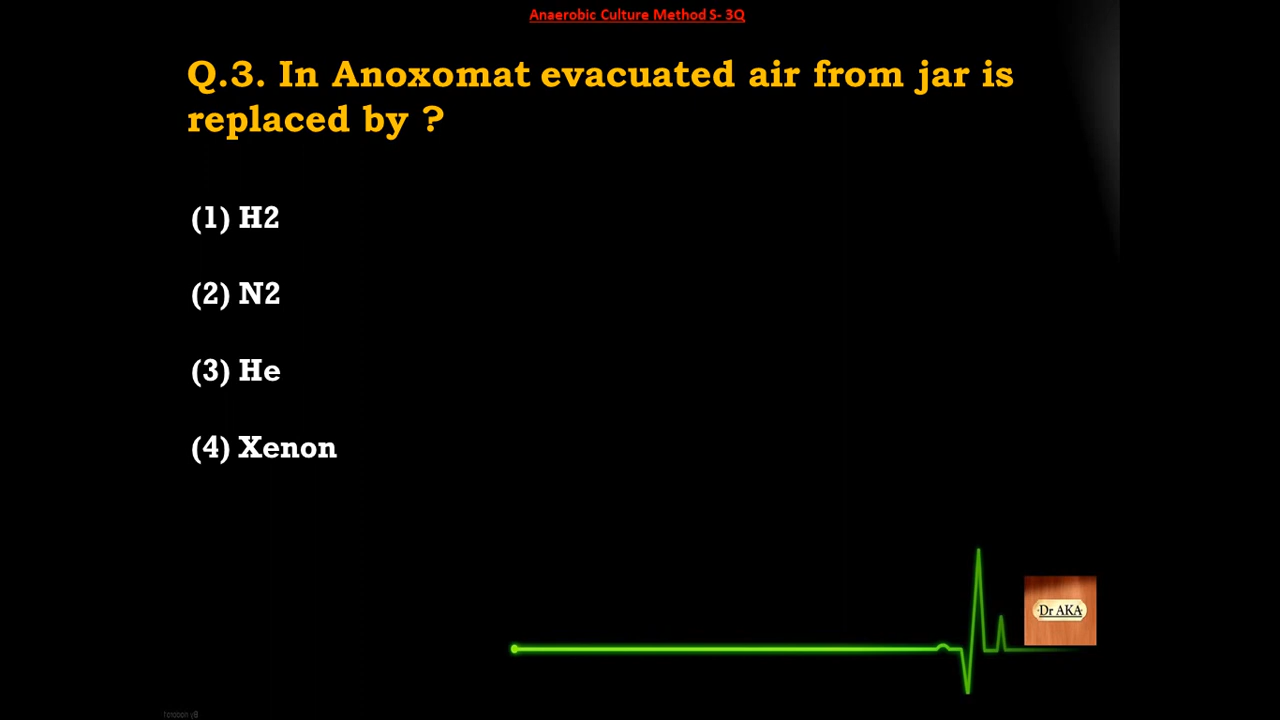 Anaerobic Culture Method S- 3Q
Q.3. In Anoxomat evacuated air from jar is
replaced by ?
(1) H2
(2) N2
(3) He
(4) Xenon
Dr AKA